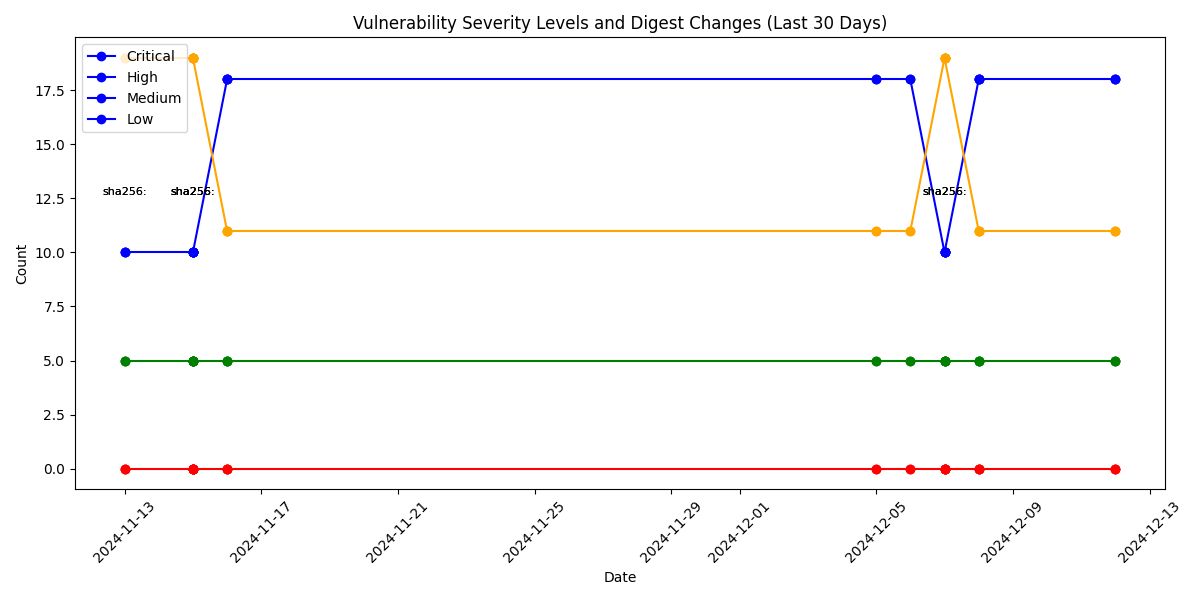 Vulnerability Severity Levels and Digest Changes (Last 30 Days)
Critical
High
Medium
Low
17.5
15.0
12.5
10.0
7.5
5.0
2.5
0.0
Count
sha256:
sha256:
sha256:
2024-11-13
2024-11-17
2024-11-21
2024-11-25
2024-11-29
2024-12-01
2024-12-05
2024-12-09
2024-12-13
Date